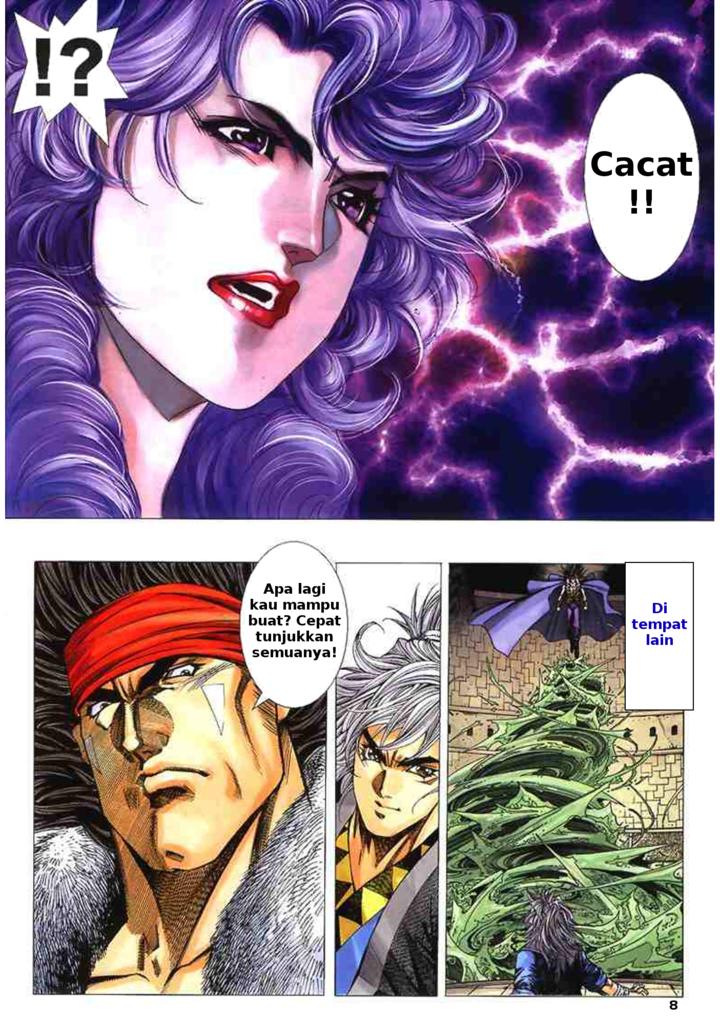 !?
Cacat
!!
Apa lagi
kau mampu
buat? Cepat
tunjukkan
semuanya!
Di
tempat
lain
8